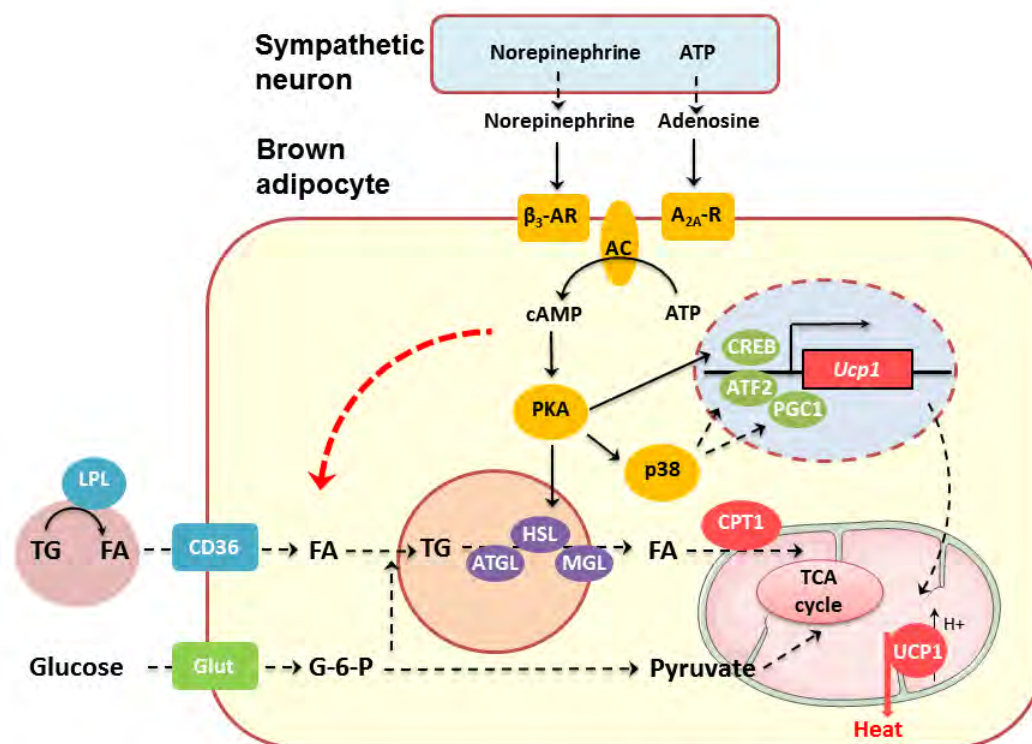 Sympathetic
neuron
Norepinephrine ATP
Norepinephrine Adenosine
Brown
adipocyte
β₃-AR A₂A-R
AC
cAMP ATP
CREB
Ucp1
ATF2
PGC1
PKA
p38
LPL
CPT1
TG FA CD36 FA TG HSL FA
ATGL MGL
TCA
cycle
H+
UCP1
Glucose Glut G-6-P Pyruvate
Heat